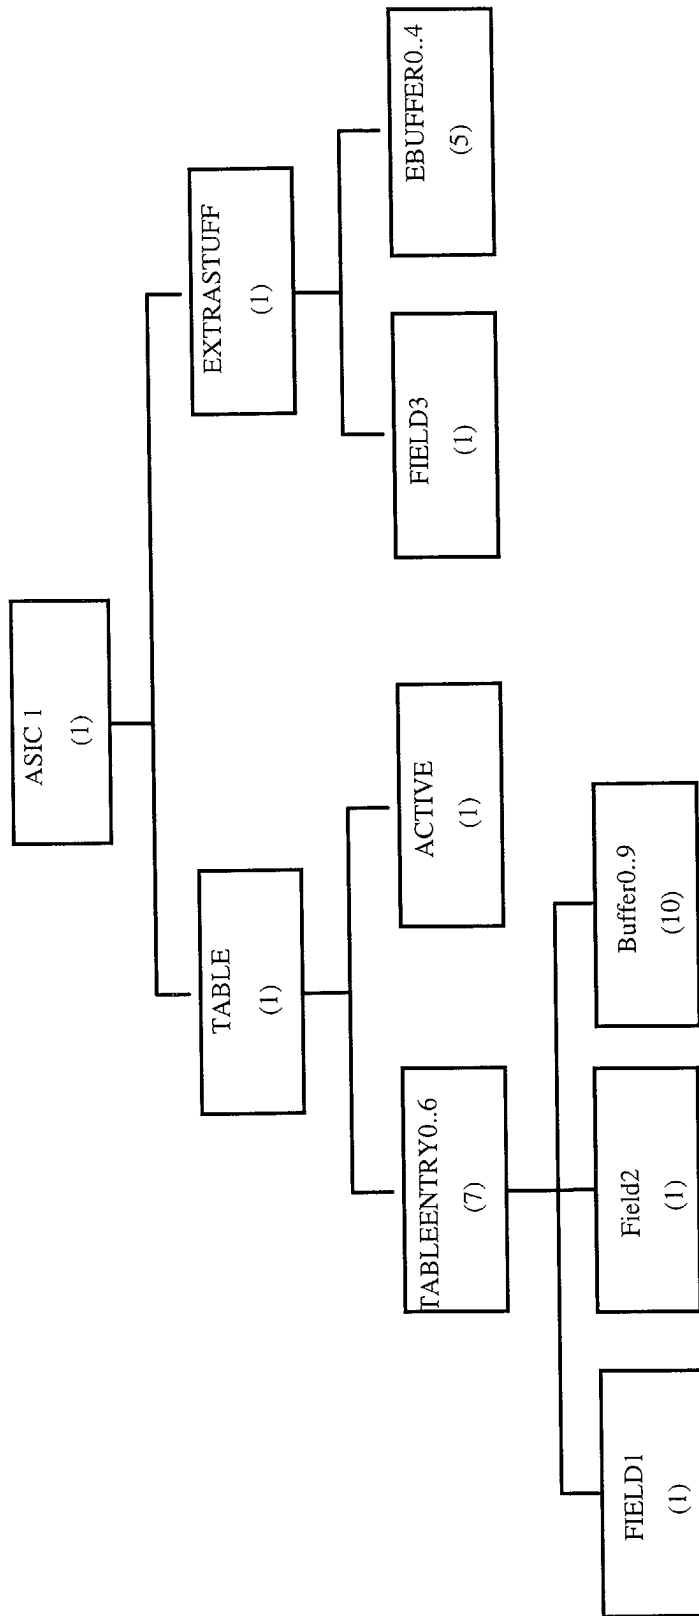 ASIC 1
(1)
TABLE
(1)
EXTRASTUFF
(1)
TABLEENTRY0..6
(7)
ACTIVE
(1)
FIELD3
(1)
EBUFFER0..4
(5)
FIELD1
(1)
Field2
(1)
Buffer0..9
(10)